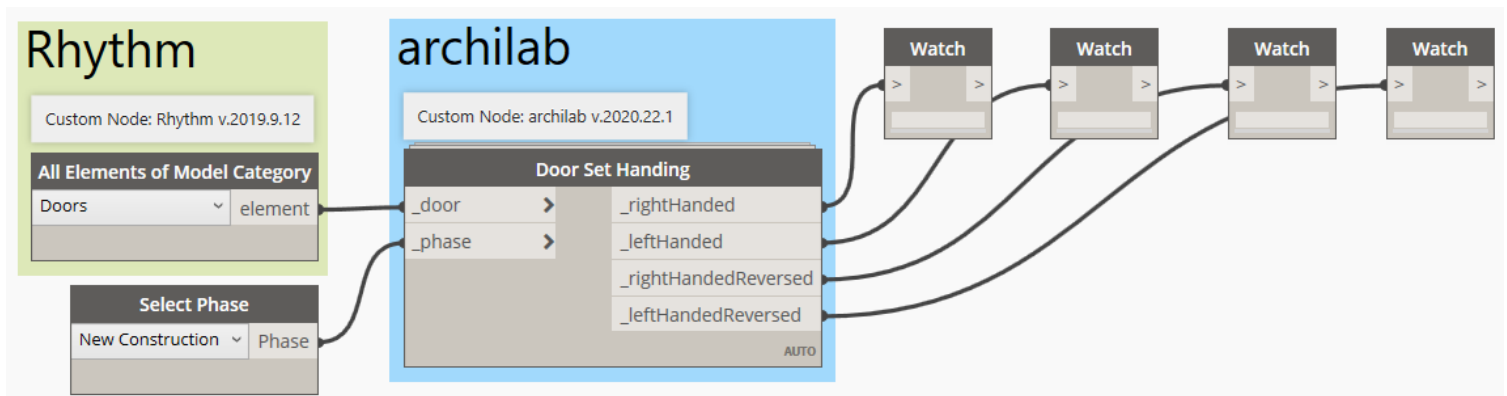 Rhythm
Custom Node: Rhythm v.2019.9.12
All Elements of Model Category
Doors
element
Select Phase
New Construction
Phase
archilab
Custom Node: archilab v.2020.22.1
Door Set Handing
_door > _rightHanded
_phase > _leftHanded
_rightHandedReversed
_leftHandedReversed
AUTO
Watch
> >
Watch
> >
Watch
> >
Watch
> >